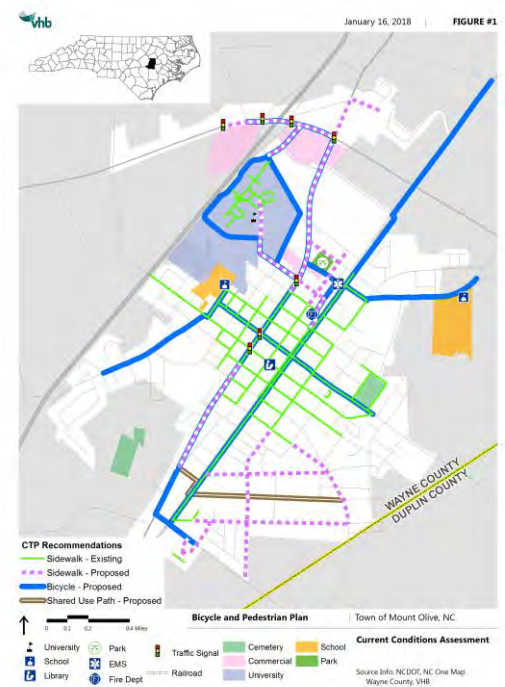 vhb
January 16, 2018 | FIGURE #1
WAYNE COUNTY
DUPLIN COUNTY
CTP Recommendations
Sidewalk - Existing
Sidewalk - Proposed
Bicycle - Proposed
Shared Use Path - Proposed
0 0.1 0.2 0.4 Miles
University
School
Library
Park
EMS
Fire Dept
Traffic Signal
Railroad
Cemetery
Commercial
University
School
Park
Bicycle and Pedestrian Plan
Town of Mount Olive, NC
Current Conditions Assessment
Source Info: NCDOT, NC One Map
Wayne County, VHB